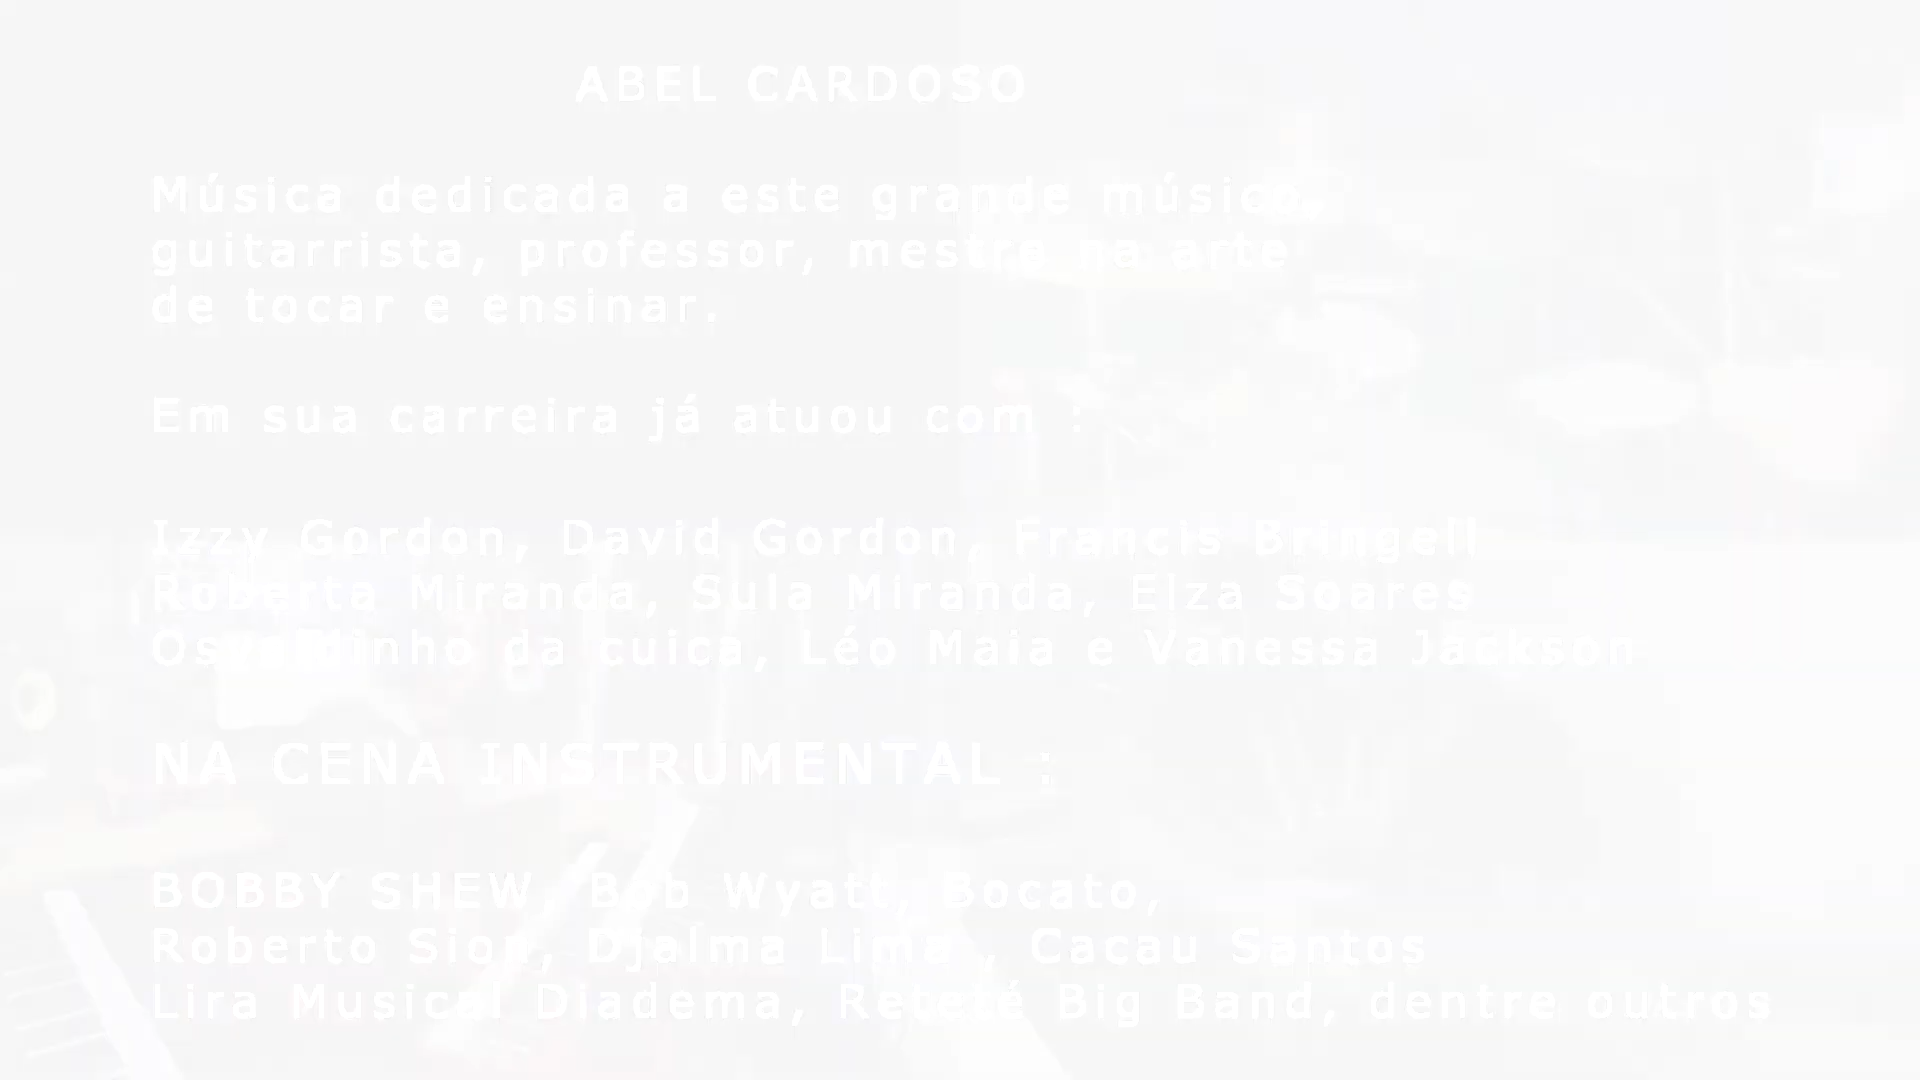 ABEL CARDOSO
Música dedicada a este grande músico,
guitarrista, professor, mestre na arte
de tocar e ensinar.
Em sua carreira já atuou com :
Izzy Gordon, David Gordon, Francis Bringell
Roberta Miranda, Sula Miranda, Elza Soares
Osvaldinho da cuica, Léo Maia e Vanessa Jackson
NA CENA INSTRUMENTAL :
BOBBY SHEW, Bob Wyatt, Bocato,
Roberto Sion, Djalma Lima , Cacau Santos
Lira Musical Diadema, Reteté Big Band, dentre outros